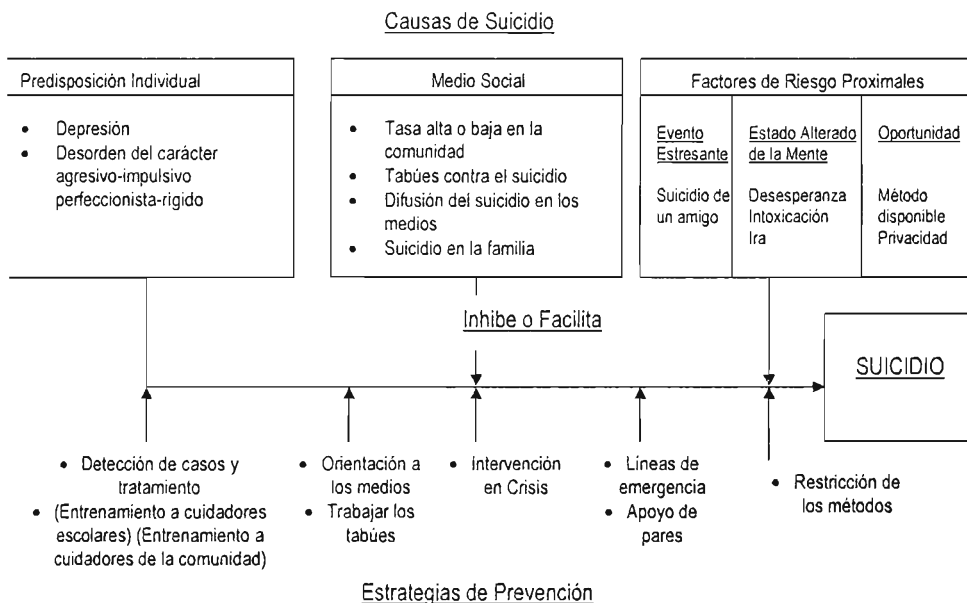 Causas de Suicidio
Predisposición Individual
• Depresión
• Desorden del carácter
agresivo-impulsivo
perfeccionista-rígido
Medio Social
• Tasa alta o baja en la
comunidad
• Tabúes contra el suicidio
• Difusión del suicidio en los
medios
• Suicidio en la familia
Factores de Riesgo Proximales
Evento
Estresante
Suicidio de
un amigo
Estado Alterado
de la Mente
Desesperanza
Intoxicación
Ira
Oportunidad
Método
disponible
Privacidad
Inhibe o Facilita
SUICIDIO
• Detección de casos y
tratamiento
• (Entrenamiento a cuidadores
escolares) (Entrenamiento a
cuidadores de la comunidad)
• Orientación a
los medios
• Trabajar los
tabúes
• Intervención
en Crisis
• Líneas de
emergencia
• Apoyo de
pares
• Restricción de
los métodos
Estrategias de Prevención